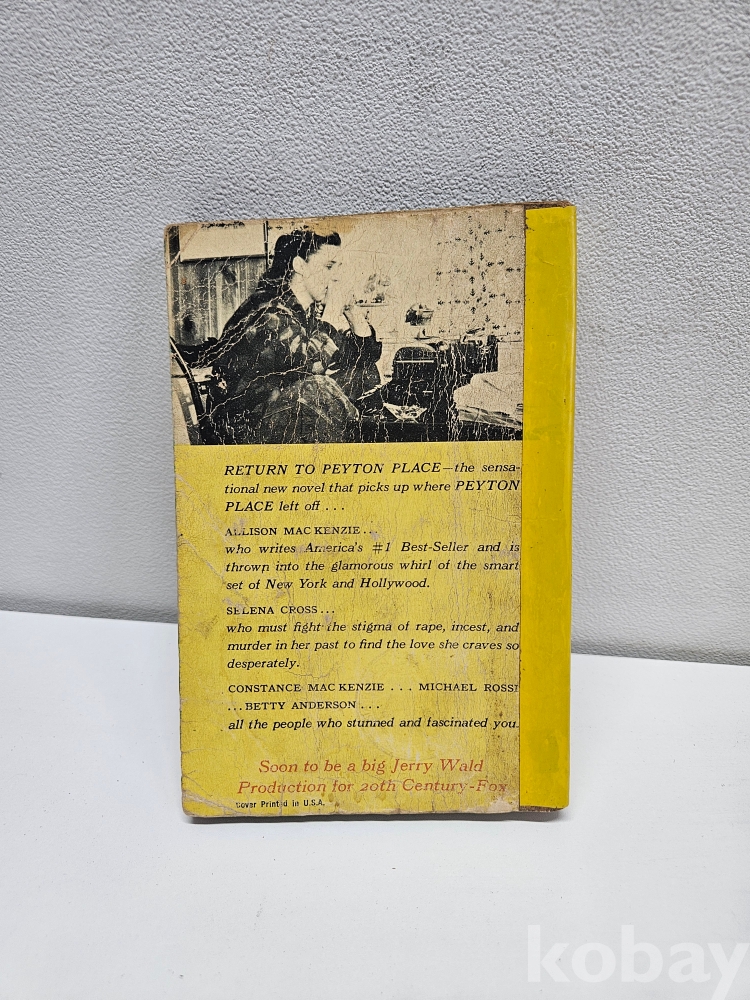 RETURN TO PEYTON PLACE—the sensa-
tional new novel that picks up where PEYTON
PLACE left off . . .
ALLISON MAC KENZIE . . .
who writes America's #1 Best-Seller and is
thrown into the glamorous whirl of the smart
set of New York and Hollywood.
SELENA CROSS . . .
who must fight the stigma of rape, incest, and
murder in her past to find the love she craves so
desperately.
CONSTANCE MAC KENZIE . . . MICHAEL ROSSI
. . . BETTY ANDERSON . . .
all the people who stunned and fascinated you.
Soon to be a big Jerry Wald
Production for 20th Century-Fox
Cover Printed in U.S.A.
kobay